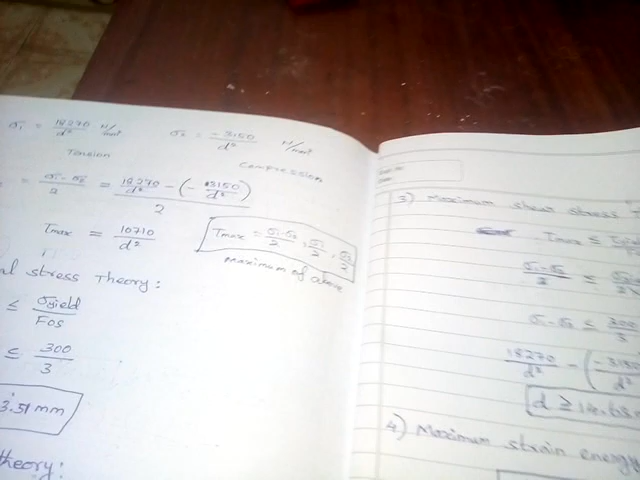 σ₁ = 18270/d² N/mm² σ₂ = -3150/d² N/mm²
Tension Compression
= (σ₁-σ₂)/2 = (18270/d² - (-3150/d²))/2
τmax = 10710/d²
τmax = (σ₁-σ₂)/2, σ₁/2, σ₂/2
maximum of above
al stress Theory:
≤ σyield/FOS
≤ 300/3
3.51 mm
theory:
3) Maximum shear stress
τmax ≤
(σ₁-σ₂)/2 ≤
σ₁-σ₂ ≤ 300/3
18270/d² - (-3150/d²
d ≥ 14.
4) Maximum strain energy